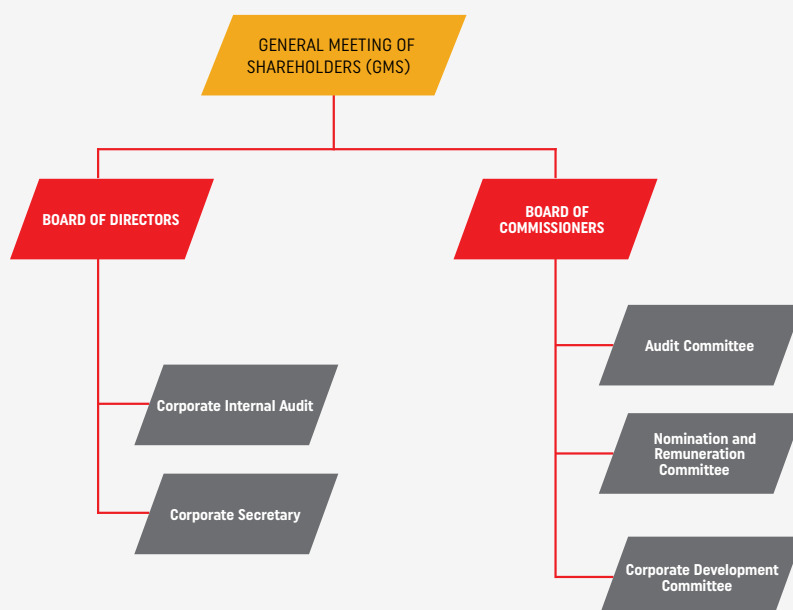 GENERAL MEETING OF
SHAREHOLDERS (GMS)
BOARD OF DIRECTORS
BOARD OF
COMMISSIONERS
Corporate Internal Audit
Corporate Secretary
Audit Committee
Nomination and
Remuneration
Committee
Corporate Development
Committee